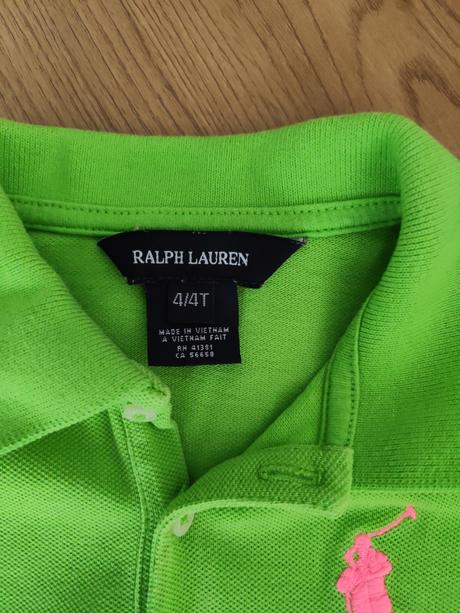 RALPH LAUREN
4/4T
MADE IN VIETNAM
A VIETNAM FAIT
RN 41381
CA 56658